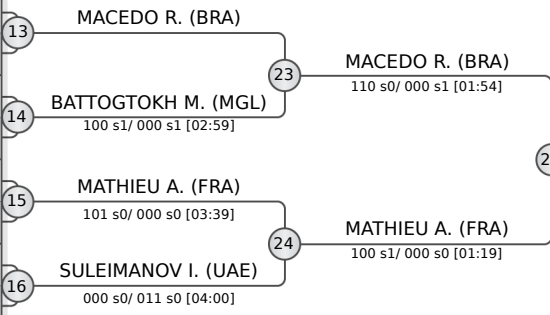 MACEDO R. (BRA)
13
MACEDO R. (BRA)
23
110 s0/ 000 s1 [01:54]
BATTOGTOKH M. (MGL)
14
100 s1/ 000 s1 [02:59]
2
MATHIEU A. (FRA)
15
101 s0/ 000 s0 [03:39]
MATHIEU A. (FRA)
24
100 s1/ 000 s0 [01:19]
SULEIMANOV I. (UAE)
16
000 s0/ 011 s0 [04:00]